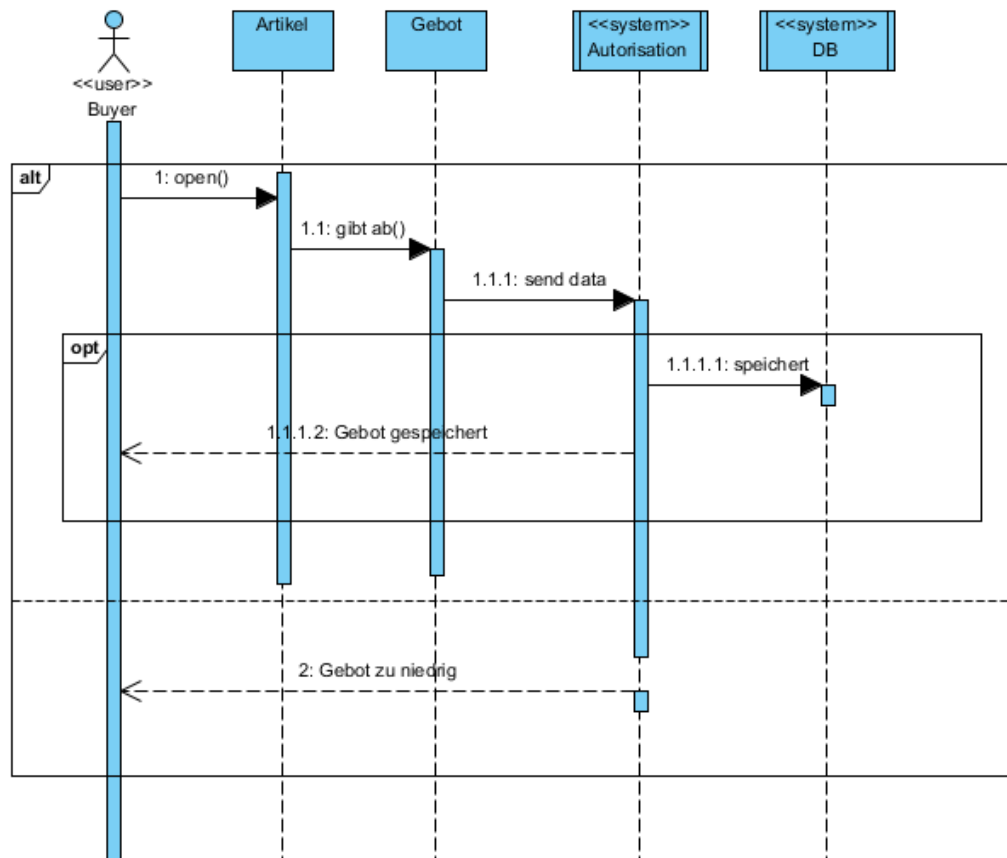 Artikel
Gebot
<<system>>
Autorisation
<<system>>
DB
<<user>>
Buyer
alt
1: open()
1.1: gibt ab()
1.1.1: send data
opt
1.1.1.1: speichert
1.1.1.2: Gebot gespeichert
2: Gebot zu niedrig